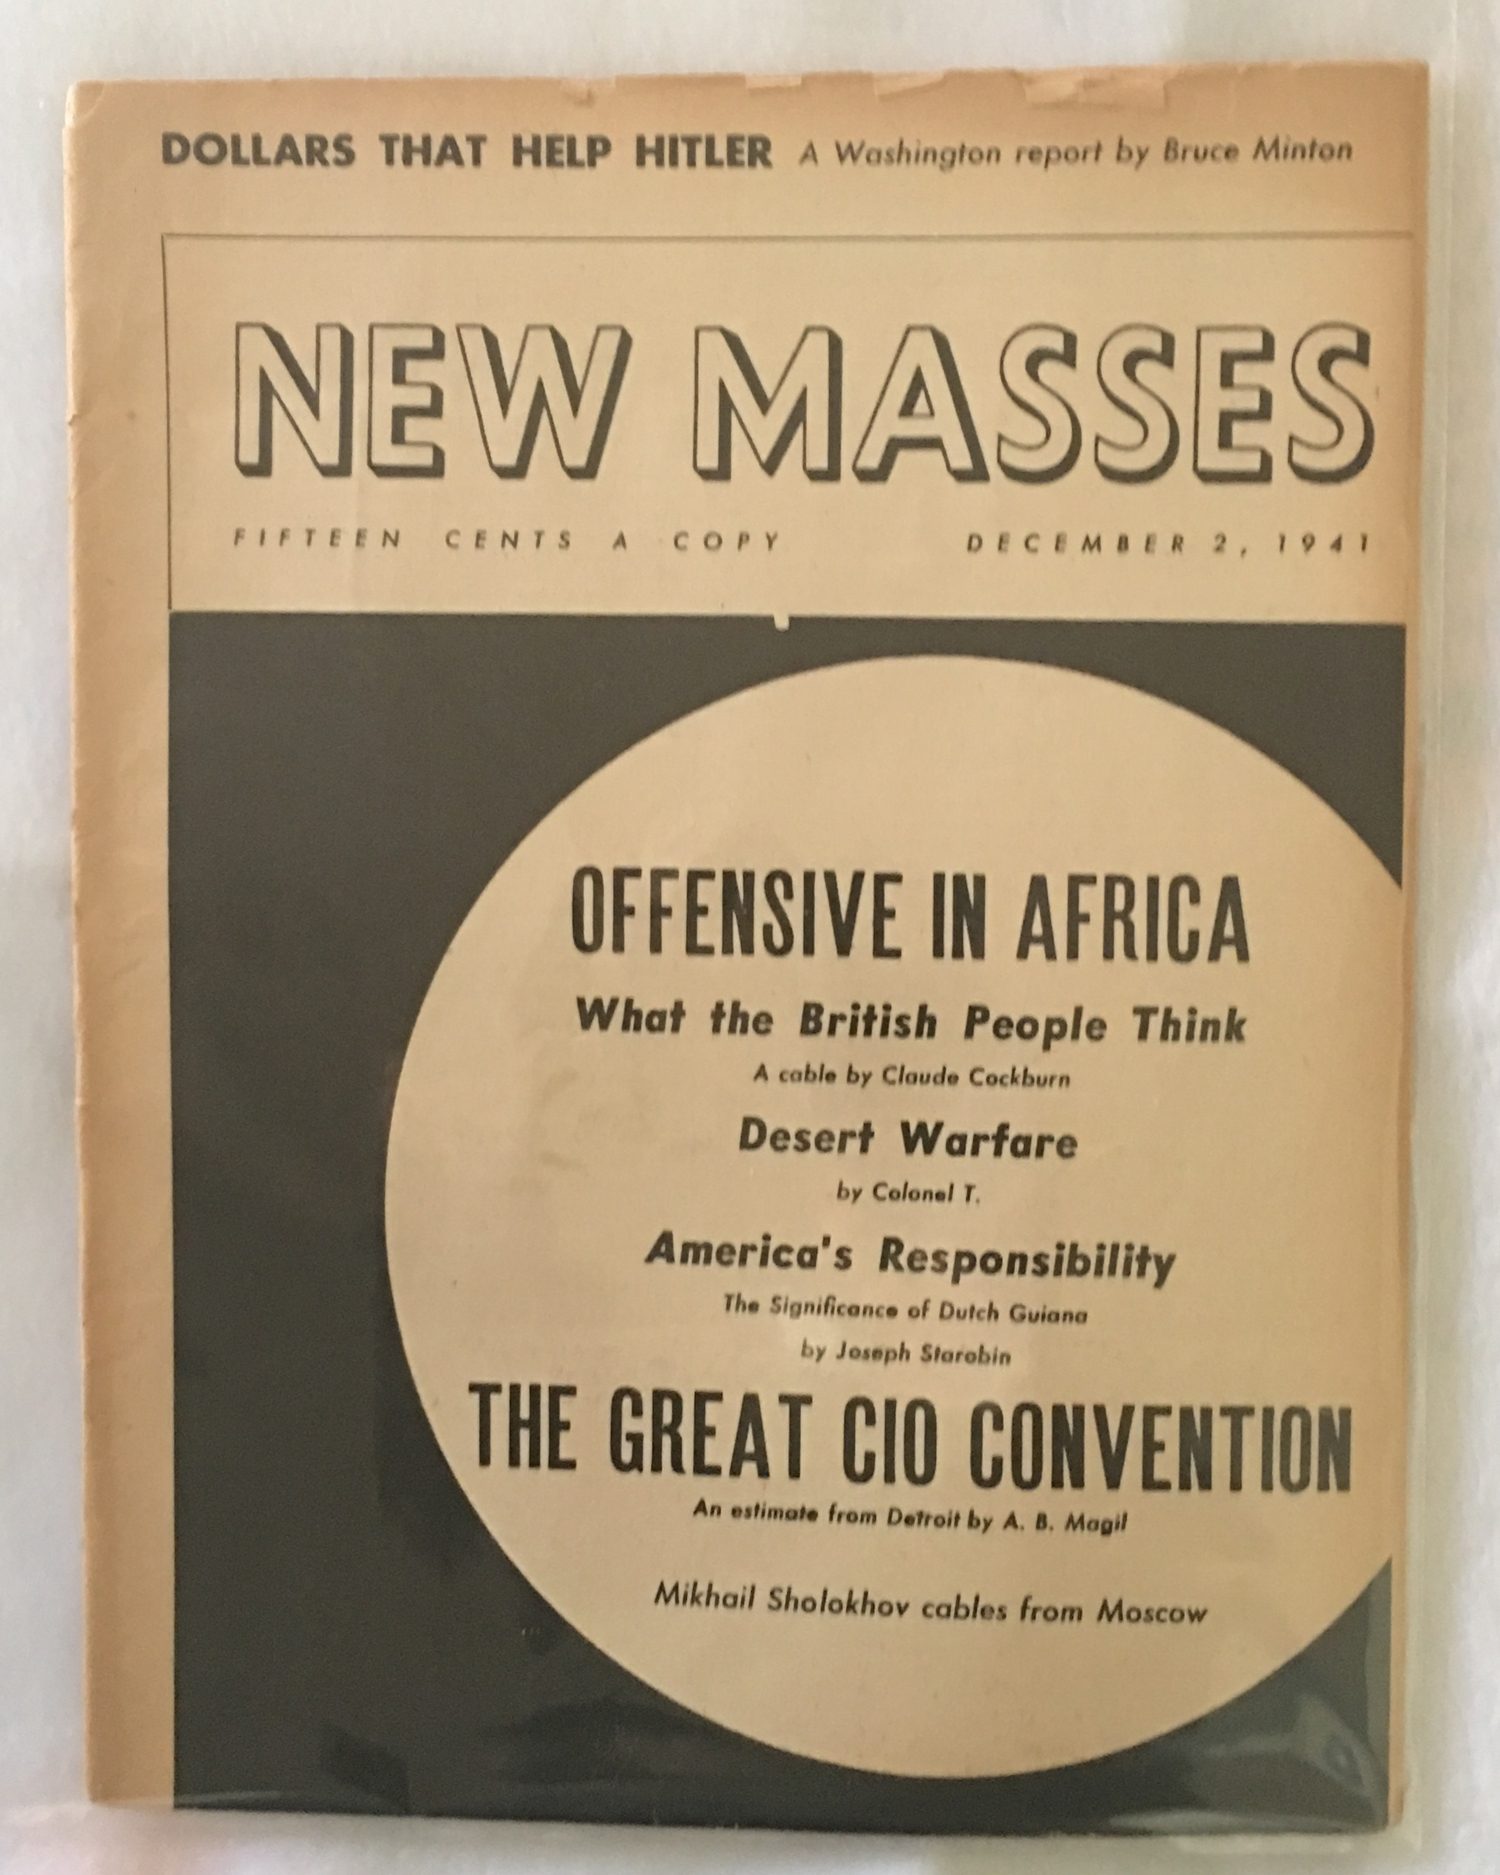 DOLLARS THAT HELP HITLER A Washington report by Bruce Minton
NEW MASSES
FIFTEEN CENTS A COPY DECEMBER 2, 1941
OFFENSIVE IN AFRICA
What the British People Think
A cable by Claude Cockburn
Desert Warfare
by Colonel T.
America's Responsibility
The Significance of Dutch Guiana
by Joseph Starobin
THE GREAT CIO CONVENTION
An estimate from Detroit by A. B. Magil
Mikhail Sholokhov cables from Moscow